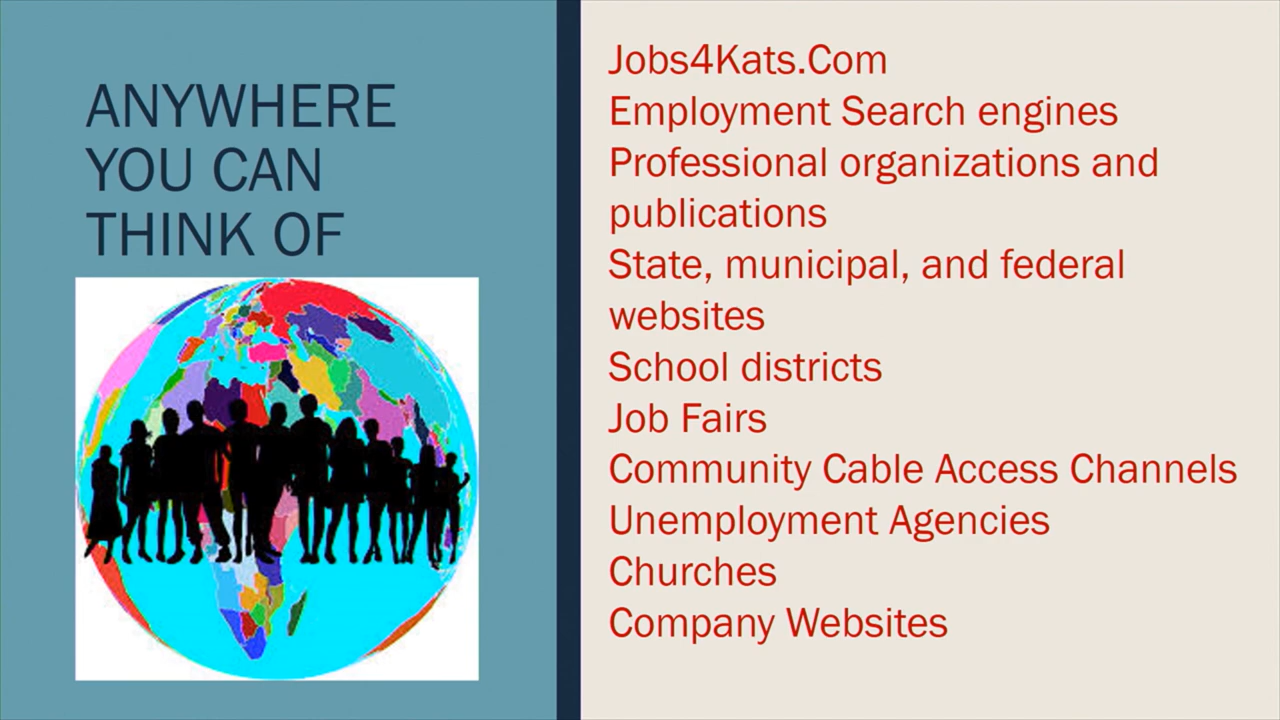 ANYWHERE
YOU CAN
THINK OF
Jobs4Kats.Com
Employment Search engines
Professional organizations and
publications
State, municipal, and federal
websites
School districts
Job Fairs
Community Cable Access Channels
Unemployment Agencies
Churches
Company Websites